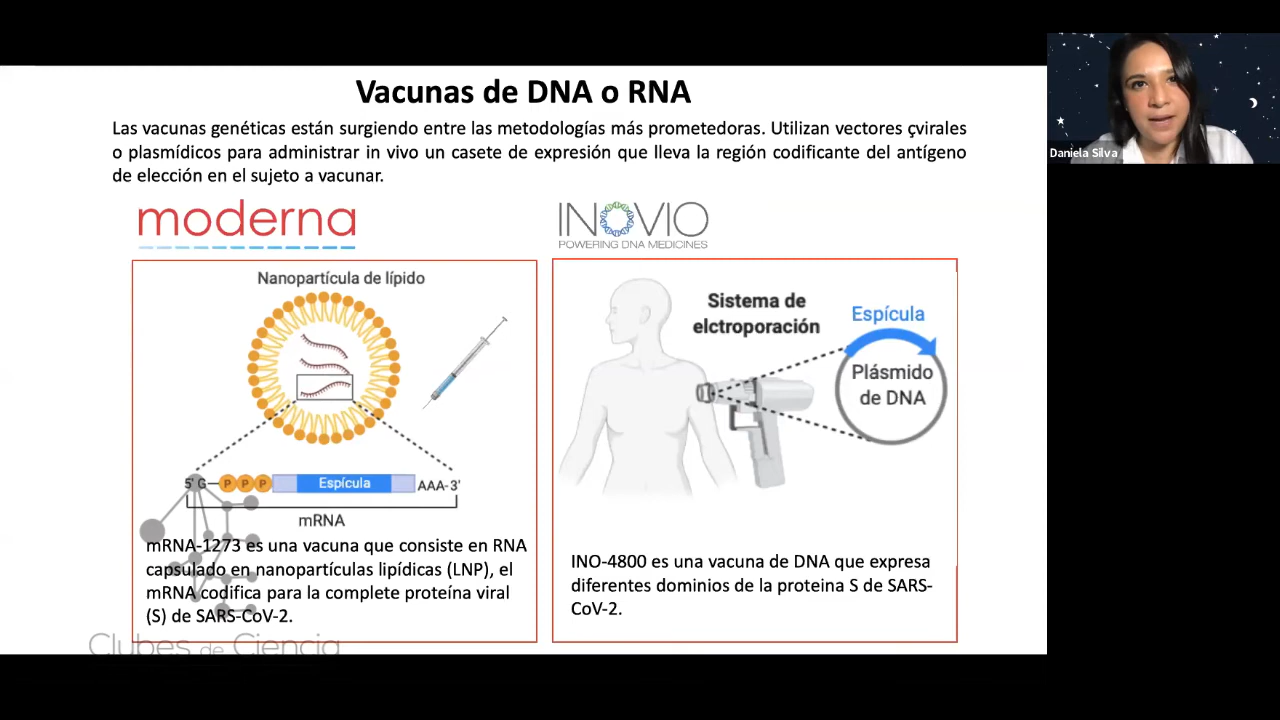 Vacunas de DNA o RNA
Las vacunas genéticas están surgiendo entre las metodologías más prometedoras. Utilizan vectores çvirales
o plasmídicos para administrar in vivo un casete de expresión que lleva la región codificante del antígeno
de elección en el sujeto a vacunar.
Daniela Silva
moderna
Nanopartícula de lípido
5' G
P P P
Espícula
AAA-3'
mRNA
mRNA-1273 es una vacuna que consiste en RNA
capsulado en nanopartículas lipídicas (LNP), el
mRNA codifica para la complete proteína viral
(S) de SARS-CoV-2.
INOVIO
POWERING DNA MEDICINES
Sistema de
elctroporación
Espícula
Plásmido
de DNA
INO-4800 es una vacuna de DNA que expresa
diferentes dominios de la proteina S de SARS-
CoV-2.
Clubes de Ciencia